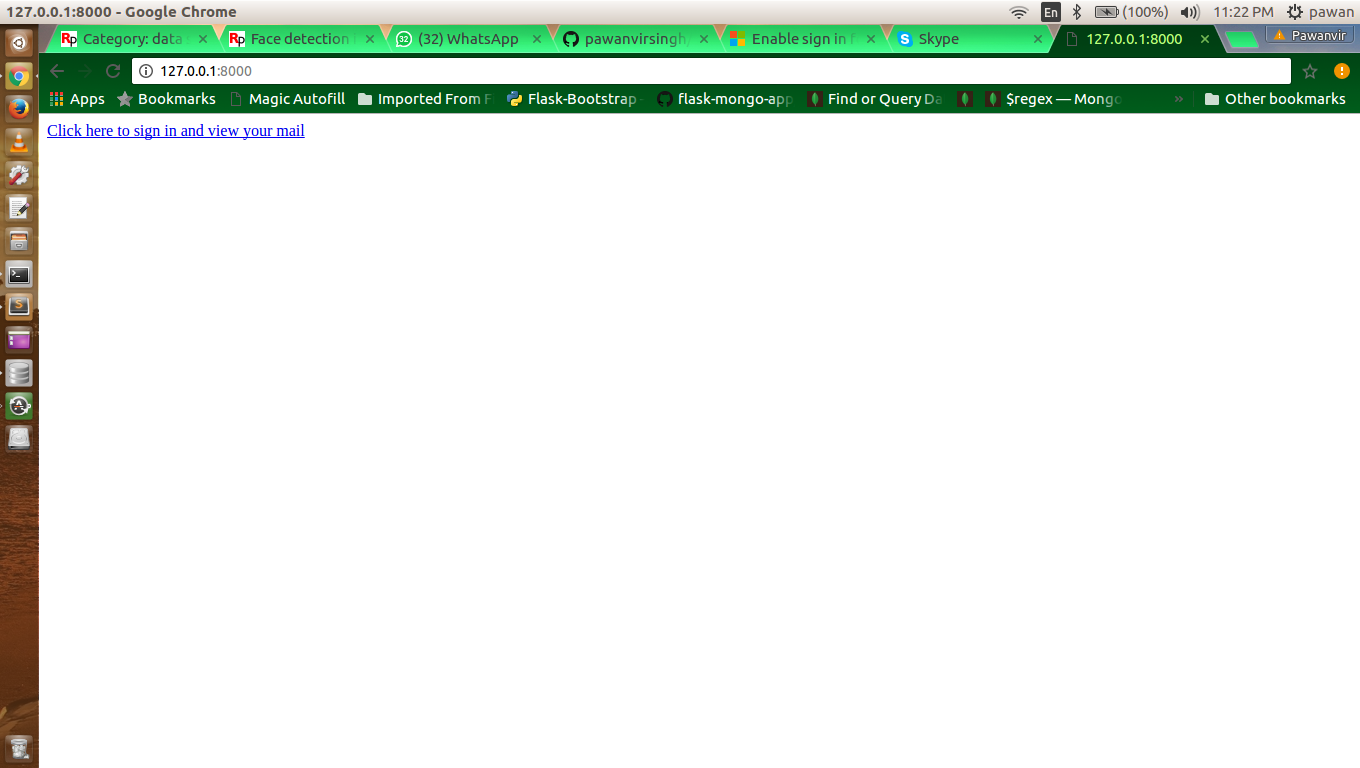 127.0.0.1:8000 - Google Chrome En (100%) 11:22 PM pawan
Rp Category: data Rp Face detection 32 (32) WhatsApp pawanvirsingh Enable sign in f S Skype 127.0.0.1:8000 Pawanvir
127.0.0.1:8000
Apps Bookmarks Magic Autofill Imported From F Flask-Bootstrap flask-mongo-app Find or Query Da $regex — Mongo » Other bookmarks
Click here to sign in and view your mail